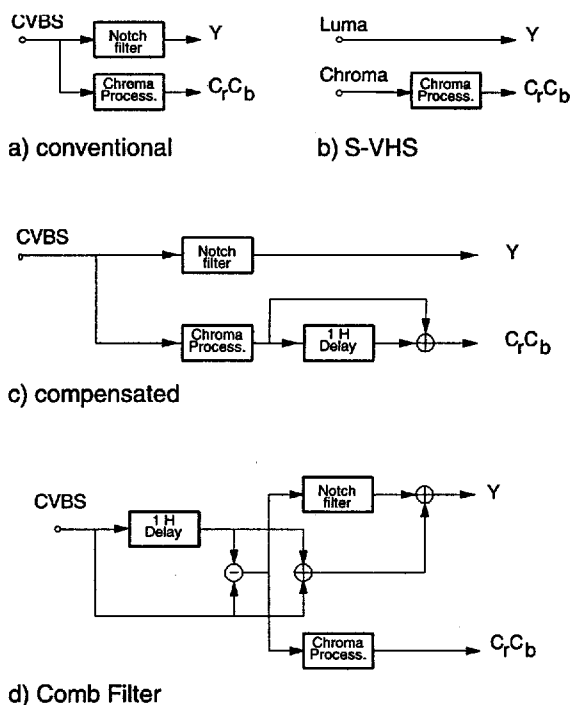 CVBS
Notch
filter
Y
Chroma
Process.
CrCb
a) conventional
Luma
Y
Chroma
Chroma
Process.
CrCb
b) S-VHS
CVBS
Notch
filter
Y
Chroma
Process.
1 H
Delay
CrCb
c) compensated
CVBS
1 H
Delay
Notch
filter
Y
Chroma
Process.
CrCb
d) Comb Filter